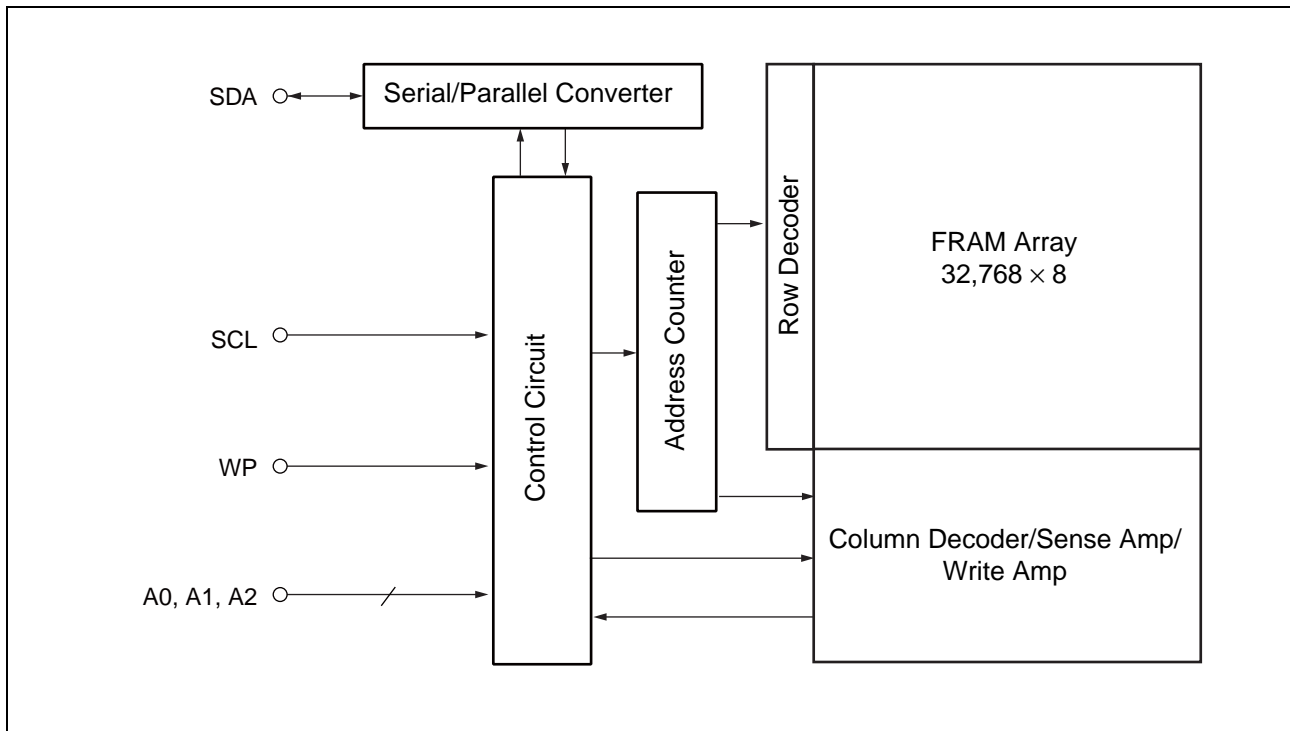 SDA
Serial/Parallel Converter
SCL
WP
A0, A1, A2
Control Circuit
Address Counter
Row Decoder
FRAM Array
32,768 × 8
Column Decoder/Sense Amp/
Write Amp